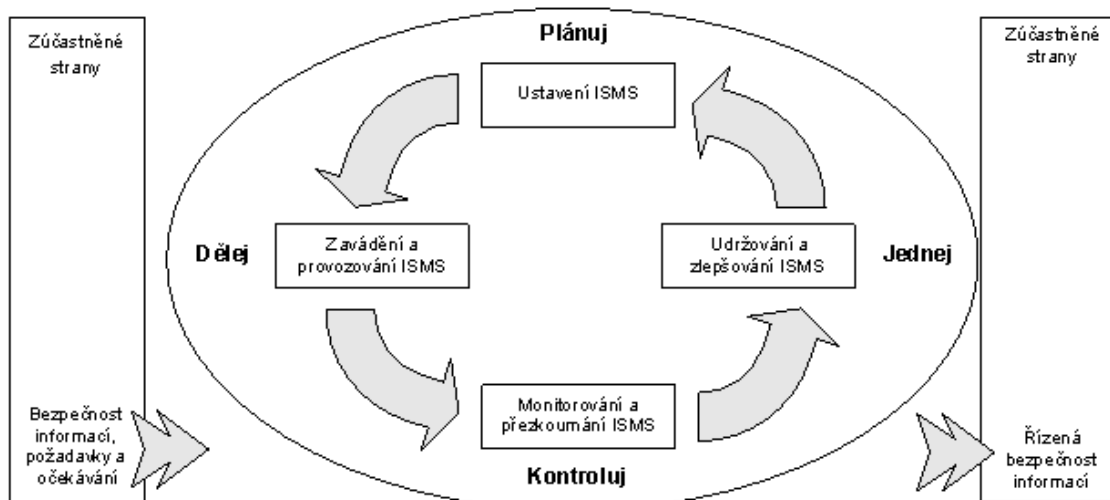 Zúčastněné
strany
Bezpečnost
informací,
požadavky a
očekávání
Plánuj
Ustavení ISMS
Dělej
Zavádění a
provozování ISMS
Udržování a
zlepšování ISMS
Jednej
Monitorování a
přezkoumání ISMS
Kontroluj
Zúčastněné
strany
Řízená
bezpečnost
informací